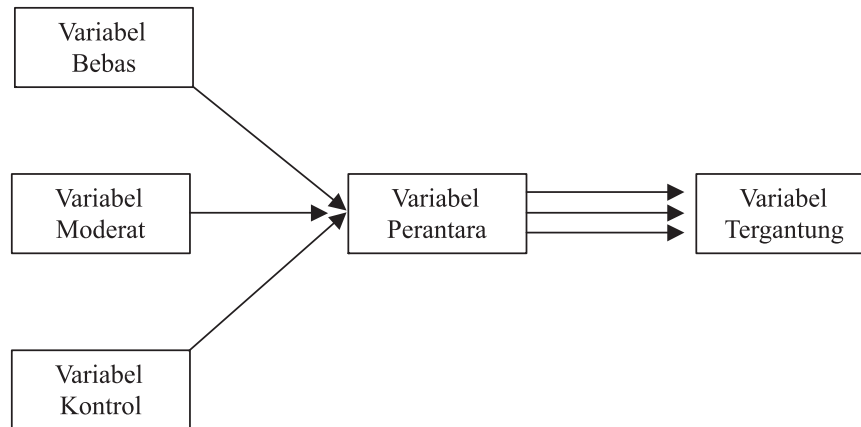 Variabel
Bebas
Variabel
Moderat
Variabel
Perantara
Variabel
Tergantung
Variabel
Kontrol